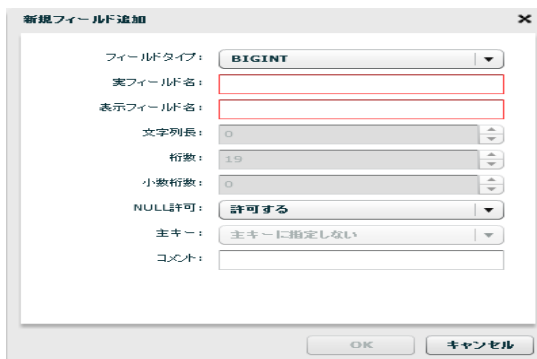 新規フィールド追加
フィールドタイプ： BIGINT
実フィールド名：
表示フィールド名：
文字列長： 0
桁数： 19
小数桁数： 0
NULL許可： 許可する
主キー： 主キーに指定しない
コメント：
OK キャンセル